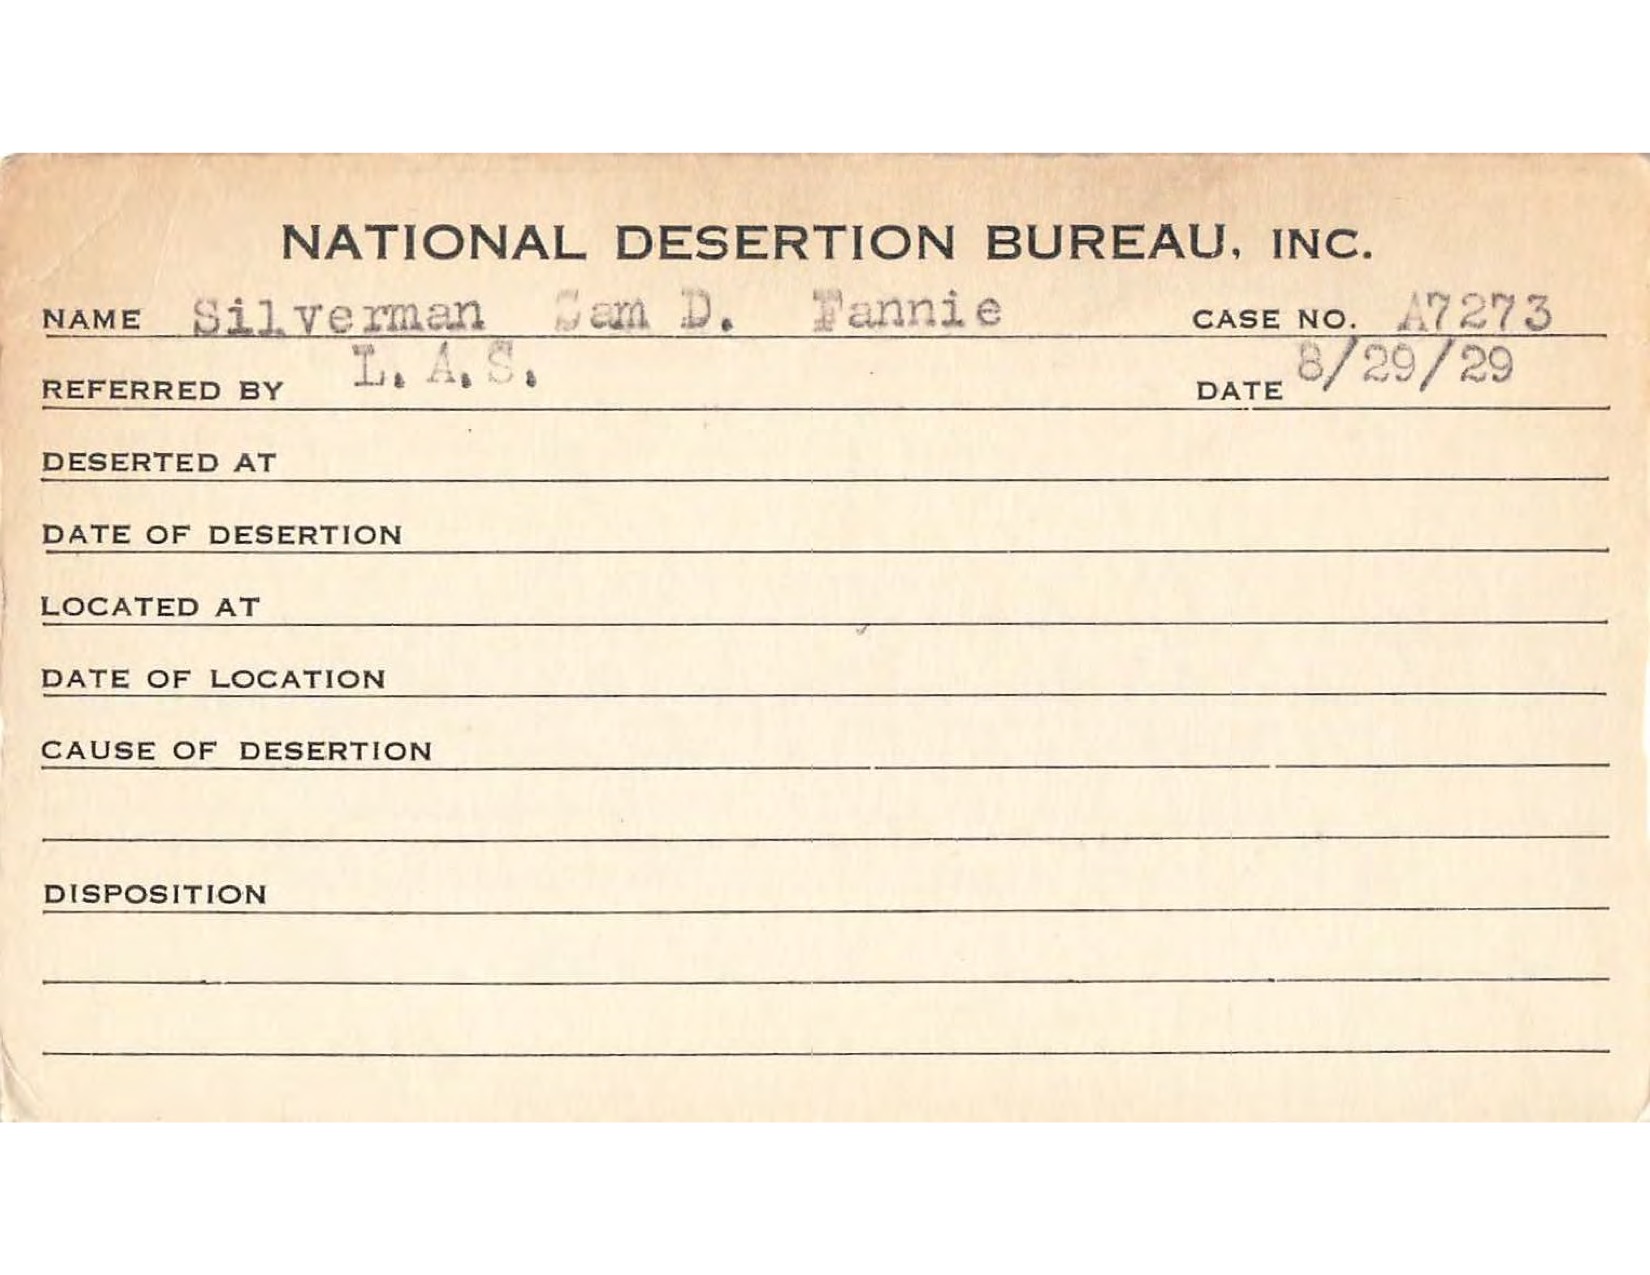 NATIONAL DESERTION BUREAU, INC.
NAME Silverman Sam D. Fannie CASE NO. A7273
REFERRED BY L. A. S. DATE 8/29/29
DESERTED AT
DATE OF DESERTION
LOCATED AT
DATE OF LOCATION
CAUSE OF DESERTION
DISPOSITION